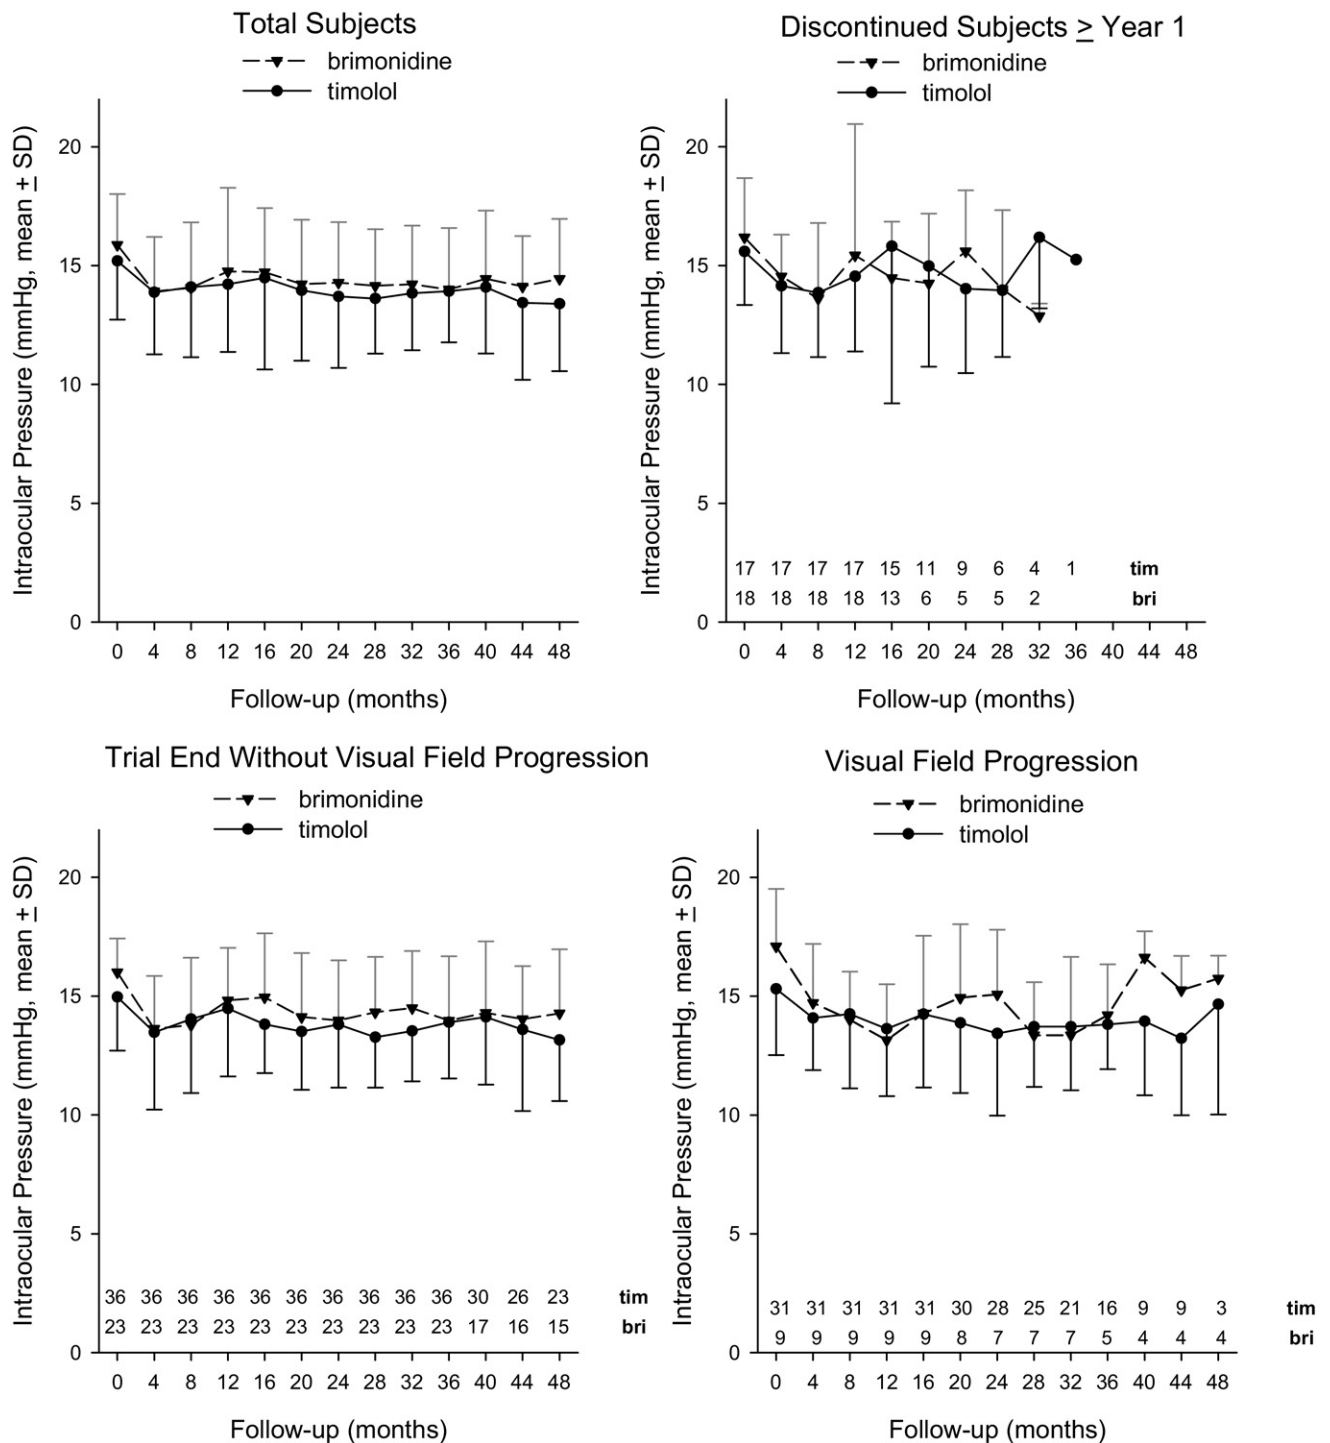 Total Subjects
brimonidine
timolol
Intraocular Pressure (mmHg, mean ± SD)
20
15
10
5
0
0 4 8 12 16 20 24 28 32 36 40 44 48
Follow-up (months)
Discontinued Subjects ≥ Year 1
brimonidine
timolol
Intraocular Pressure (mmHg, mean ± SD)
20
15
10
5
0
17 17 17 17 15 11 9 6 4 1 tim
18 18 18 18 13 6 5 5 2 bri
0 4 8 12 16 20 24 28 32 36 40 44 48
Follow-up (months)
Trial End Without Visual Field Progression
brimonidine
timolol
Intraocular Pressure (mmHg, mean ± SD)
20
15
10
5
0
36 36 36 36 36 36 36 36 36 36 30 26 23 tim
23 23 23 23 23 23 23 23 23 23 17 16 15 bri
0 4 8 12 16 20 24 28 32 36 40 44 48
Follow-up (months)
Visual Field Progression
brimonidine
timolol
Intraocular Pressure (mmHg, mean ± SD)
20
15
10
5
0
31 31 31 31 31 30 28 25 21 16 9 9 3 tim
9 9 9 9 9 8 7 7 7 5 4 4 4 bri
0 4 8 12 16 20 24 28 32 36 40 44 48
Follow-up (months)